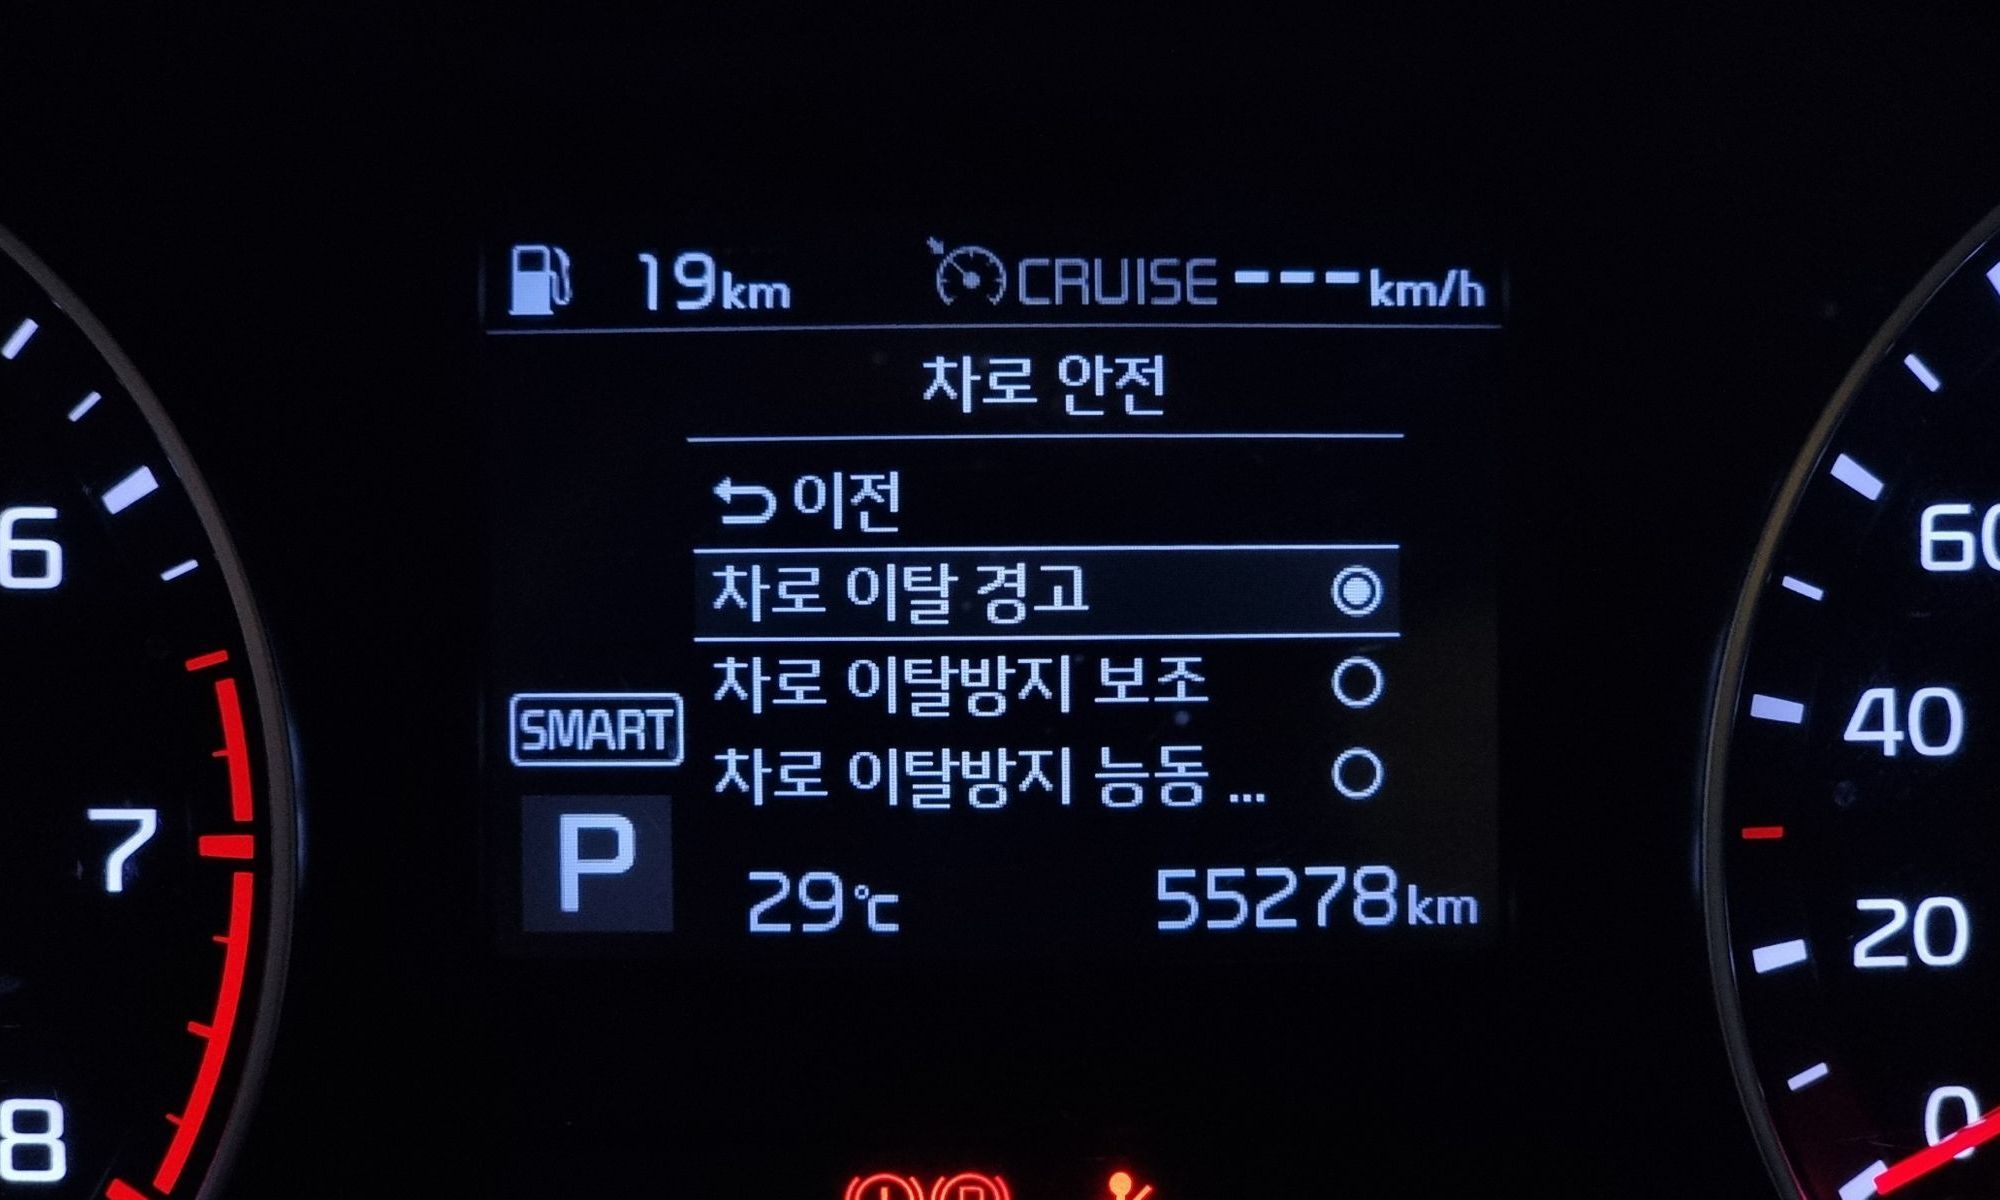 19km CRUISE ---km/h
차로 안전
이전
차로 이탈 경고
차로 이탈방지 보조
차로 이탈방지 능동 ...
SMART
P
29℃ 55278km
6
7
8
60
40
20
0